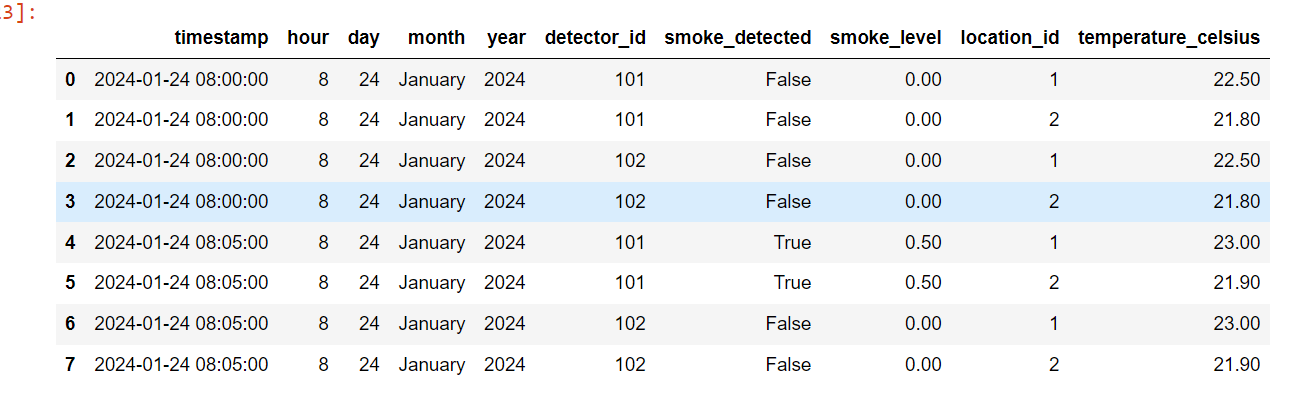 3]:
timestamp hour day month year detector_id smoke_detected smoke_level location_id temperature_celsius
0 2024-01-24 08:00:00 8 24 January 2024 101 False 0.00 1 22.50
1 2024-01-24 08:00:00 8 24 January 2024 101 False 0.00 2 21.80
2 2024-01-24 08:00:00 8 24 January 2024 102 False 0.00 1 22.50
3 2024-01-24 08:00:00 8 24 January 2024 102 False 0.00 2 21.80
4 2024-01-24 08:05:00 8 24 January 2024 101 True 0.50 1 23.00
5 2024-01-24 08:05:00 8 24 January 2024 101 True 0.50 2 21.90
6 2024-01-24 08:05:00 8 24 January 2024 102 False 0.00 1 23.00
7 2024-01-24 08:05:00 8 24 January 2024 102 False 0.00 2 21.90